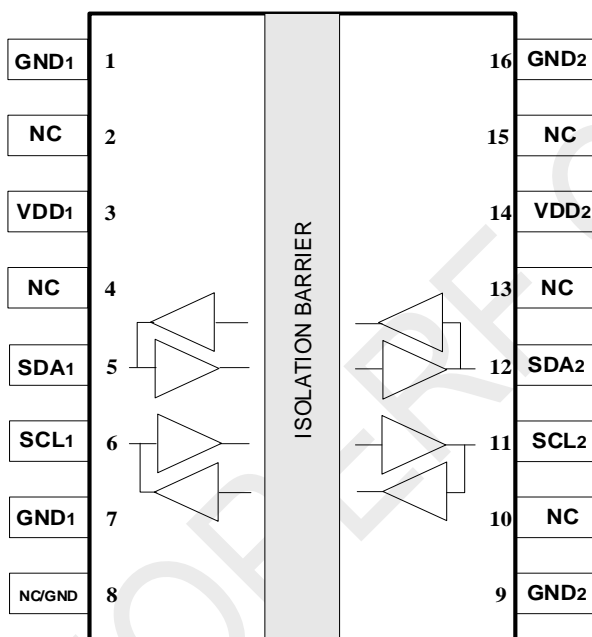 GND1 1 16 GND2
NC 2 15 NC
VDD1 3 14 VDD2
NC 4 13 NC
ISOLATION BARRIER
SDA1 5 12 SDA2
SCL1 6 11 SCL2
GND1 7 10 NC
NC/GND 8 9 GND2